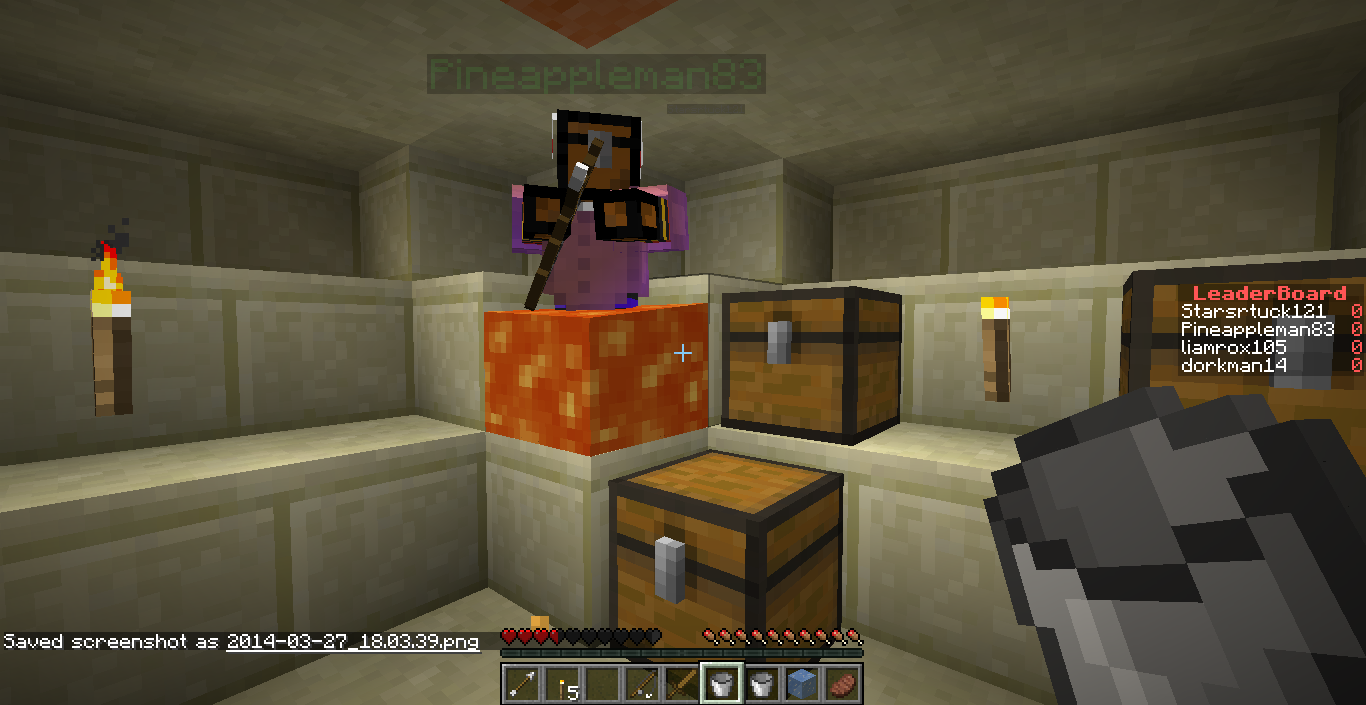 Pineappleman83
LeaderBoard
Starsrtuck121 0
Pineappleman83 0
liamrox105 0
dorkman14 0
Saved screenshot as 2014-03-27_18.03.39.png
5